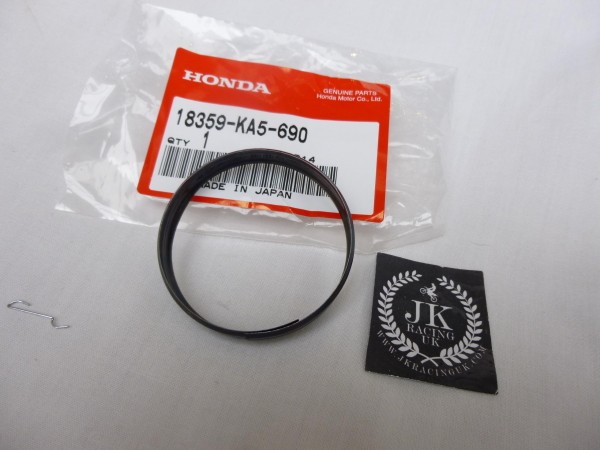 HONDA
GENUINE PARTS
Honda Motor Co., Ltd.
18359-KA5-690
QTY 1
MADE IN JAPAN
JK
RACING
UK
WWW.JKRACINGUK.COM